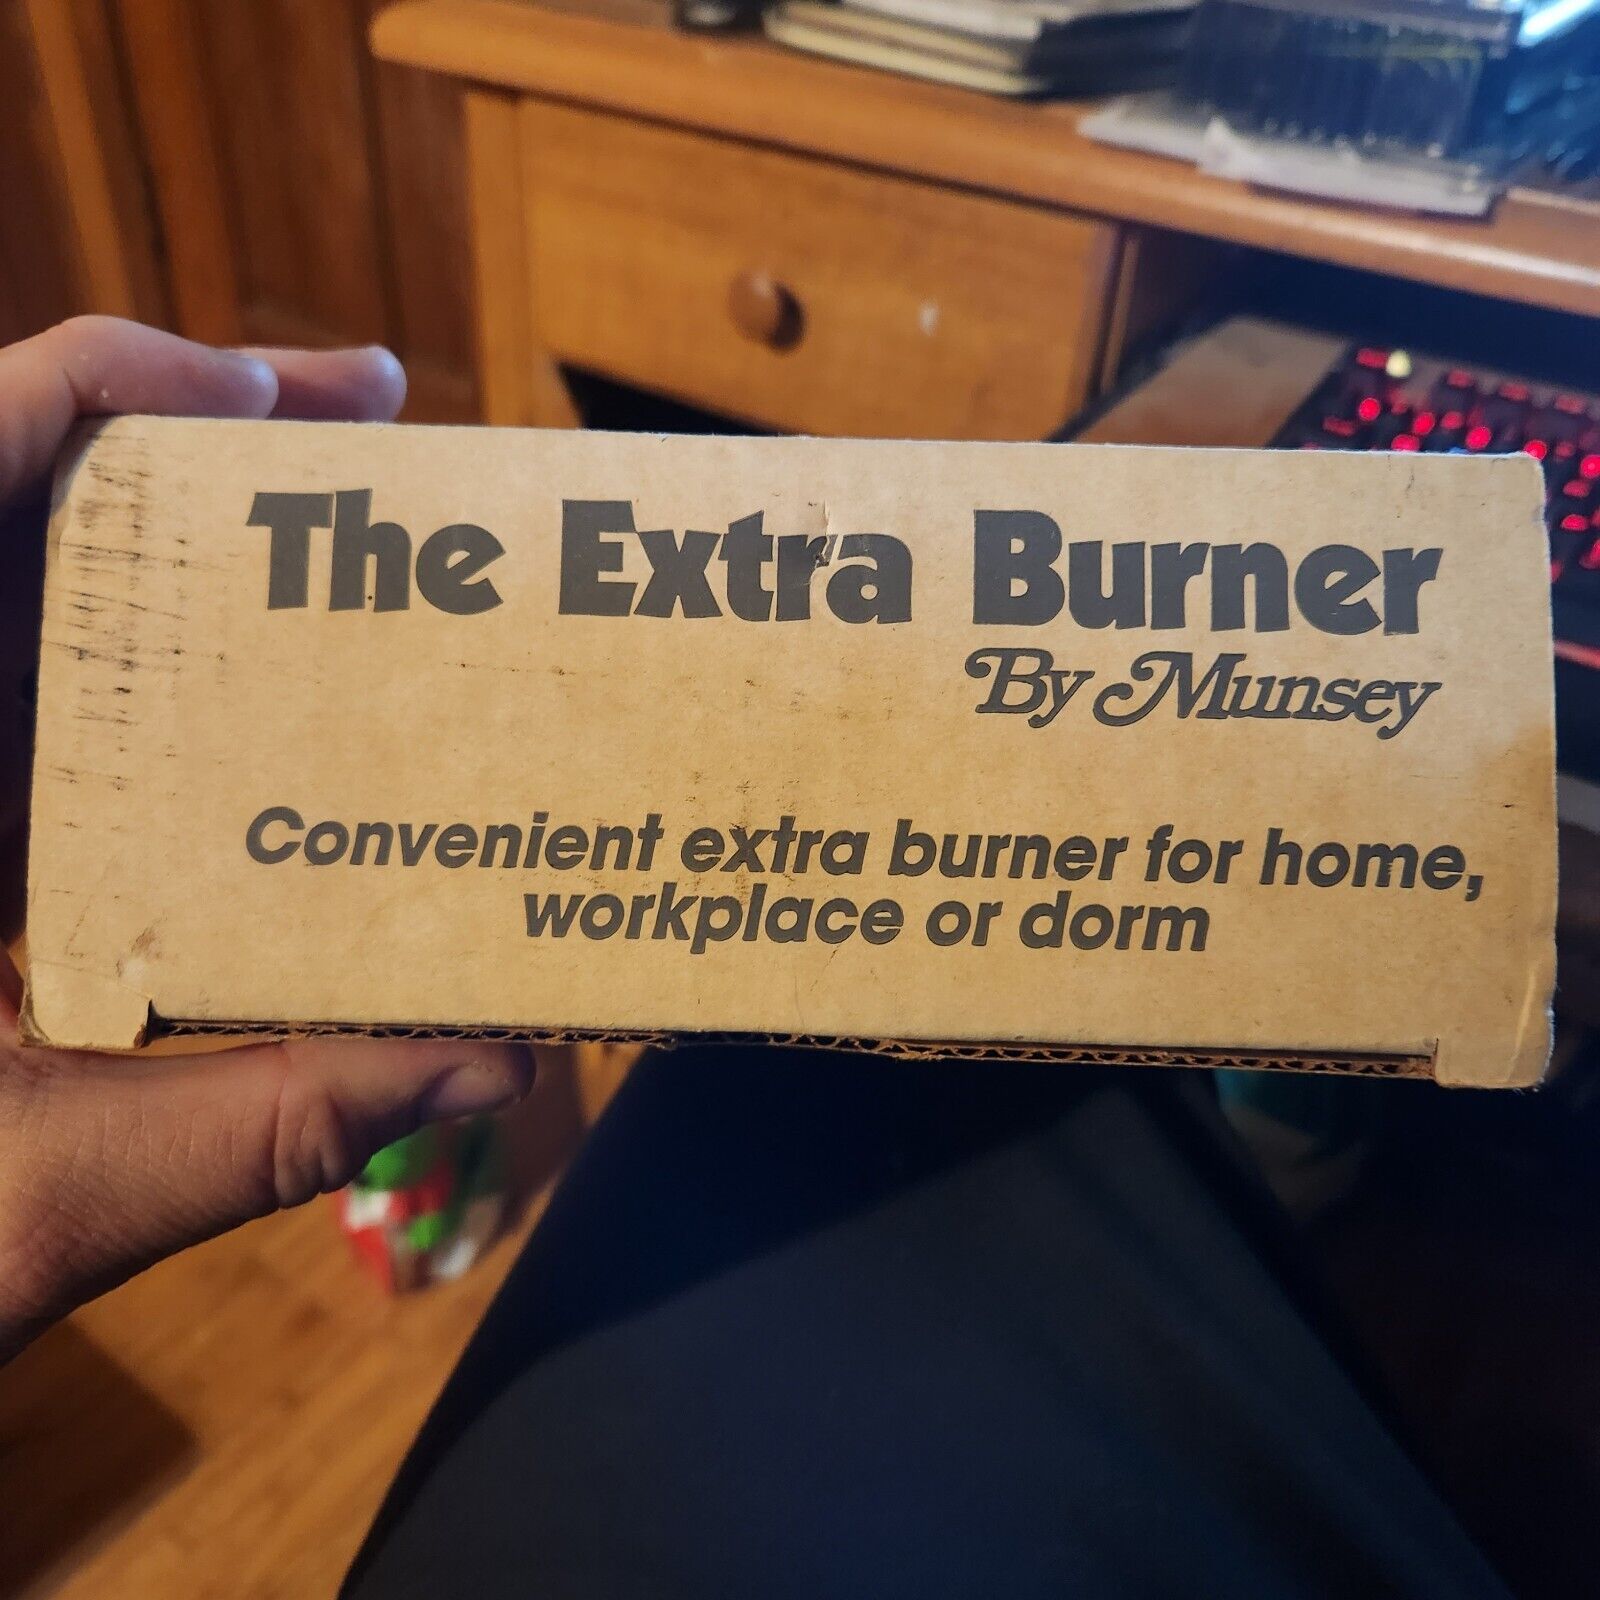 The Extra Burner
By Munsey
Convenient extra burner for home,
workplace or dorm